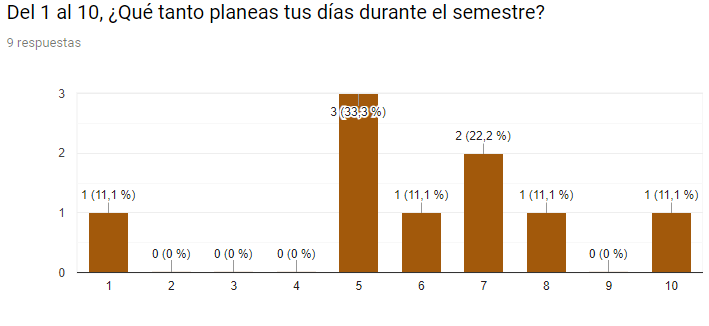 Del 1 al 10, ¿Qué tanto planeas tus días durante el semestre?
9 respuestas
3
3 (33,3 %)
2 (22,2 %)
2
1 (11,1 %)
1 (11,1 %)
1 (11,1 %)
1 (11,1 %)
1
0 (0 %)
0 (0 %)
0 (0 %)
0 (0 %)
0
1 2 3 4 5 6 7 8 9 10